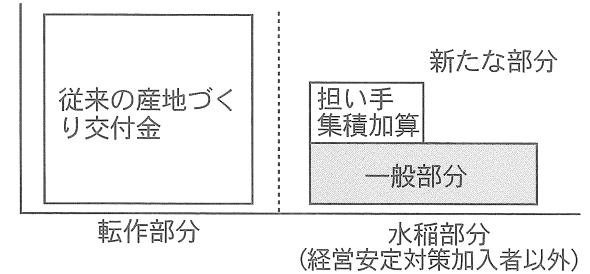 従来の産地づく
り交付金
新たな部分
担い手
集積加算
一般部分
転作部分
水稲部分
(経営安定対策加入者以外)